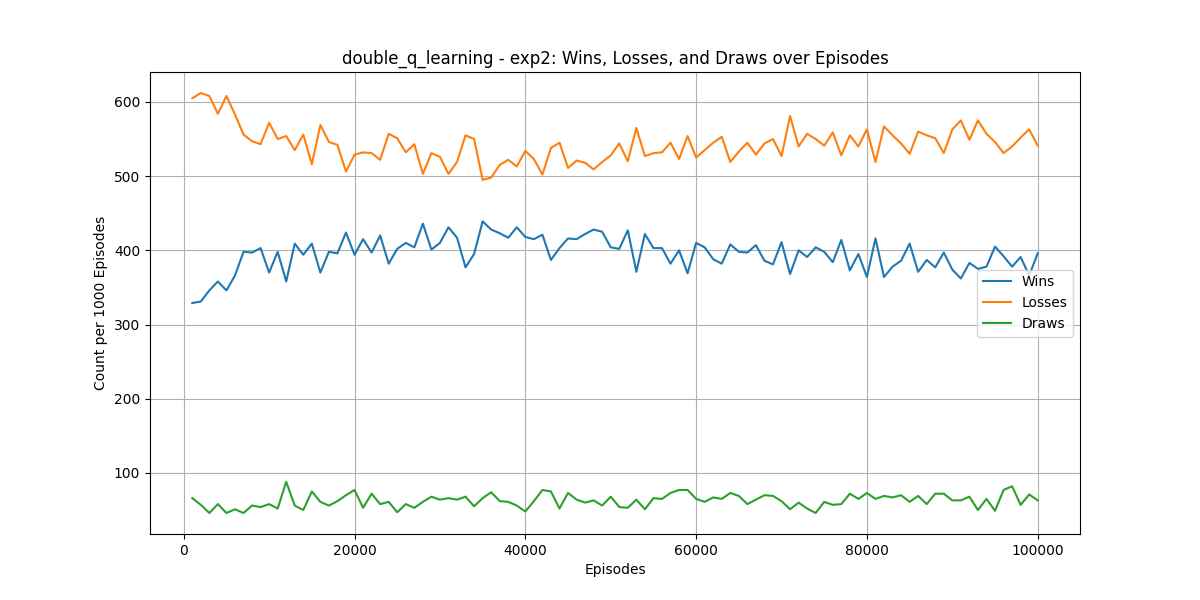 double_q_learning - exp2: Wins, Losses, and Draws over Episodes
600
500
400
300
200
100
Count per 1000 Episodes
Wins
Losses
Draws
0
20000
40000
60000
80000
100000
Episodes